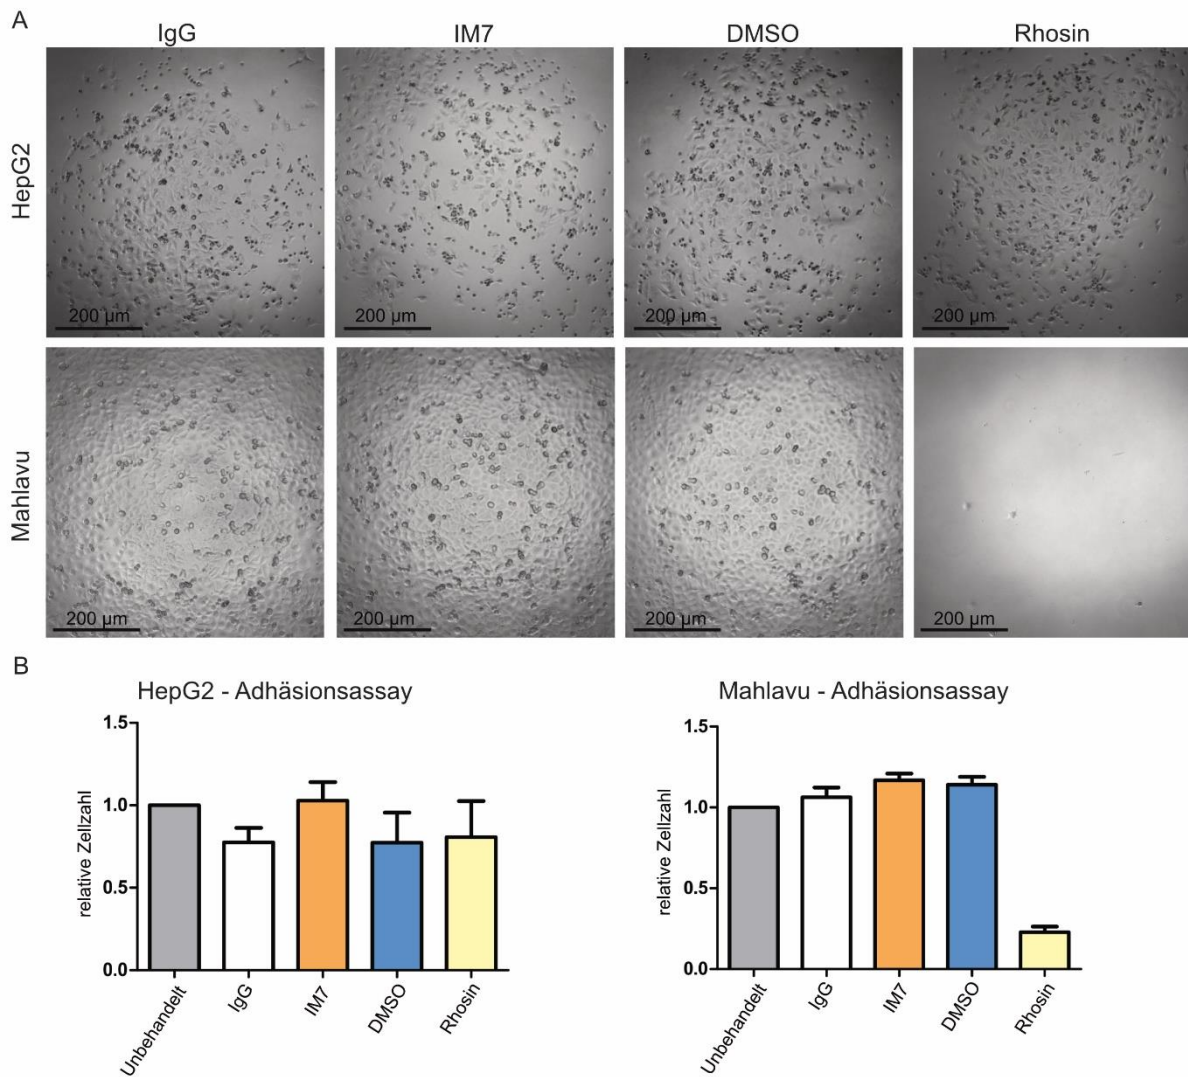 A
IgG
IM7
DMSO
Rhosin
HepG2
200 µm
200 µm
200 µm
200 µm
Mahlavu
200 µm
200 µm
200 µm
200 µm
B
HepG2 - Adhäsionsassay
relative Zellzahl
1.5
1.0
0.5
0.0
Unbehandelt
IgG
IM7
DMSO
Rhosin
Mahlavu - Adhäsionsassay
relative Zellzahl
1.5
1.0
0.5
0.0
Unbehandelt
IgG
IM7
DMSO
Rhosin